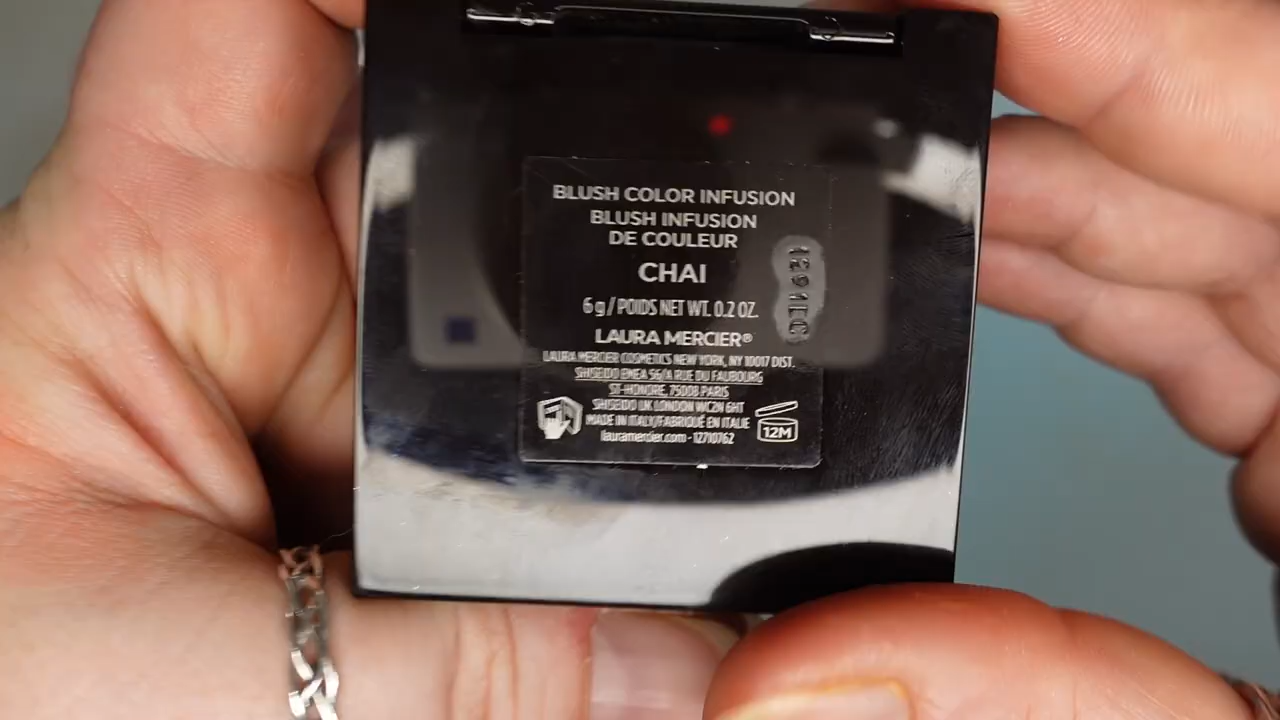 BLUSH COLOR INFUSION
BLUSH INFUSION
DE COULEUR
CHAI
6 g / POIDS NET WT. 0.2 OZ.
LAURA MERCIER®
LAURA MERCIER COSMETICS NEW YORK, NY 10017 DIST.
SHISEIDO EMEA 56/A RUE DU FAUBOURG
ST-HONORE, 75008 PARIS
SHISEIDO UK LONDON WC2N 6HT
MADE IN ITALY/FABRIQUÉ EN ITALIE
lauramercier.com - 12710762
12M